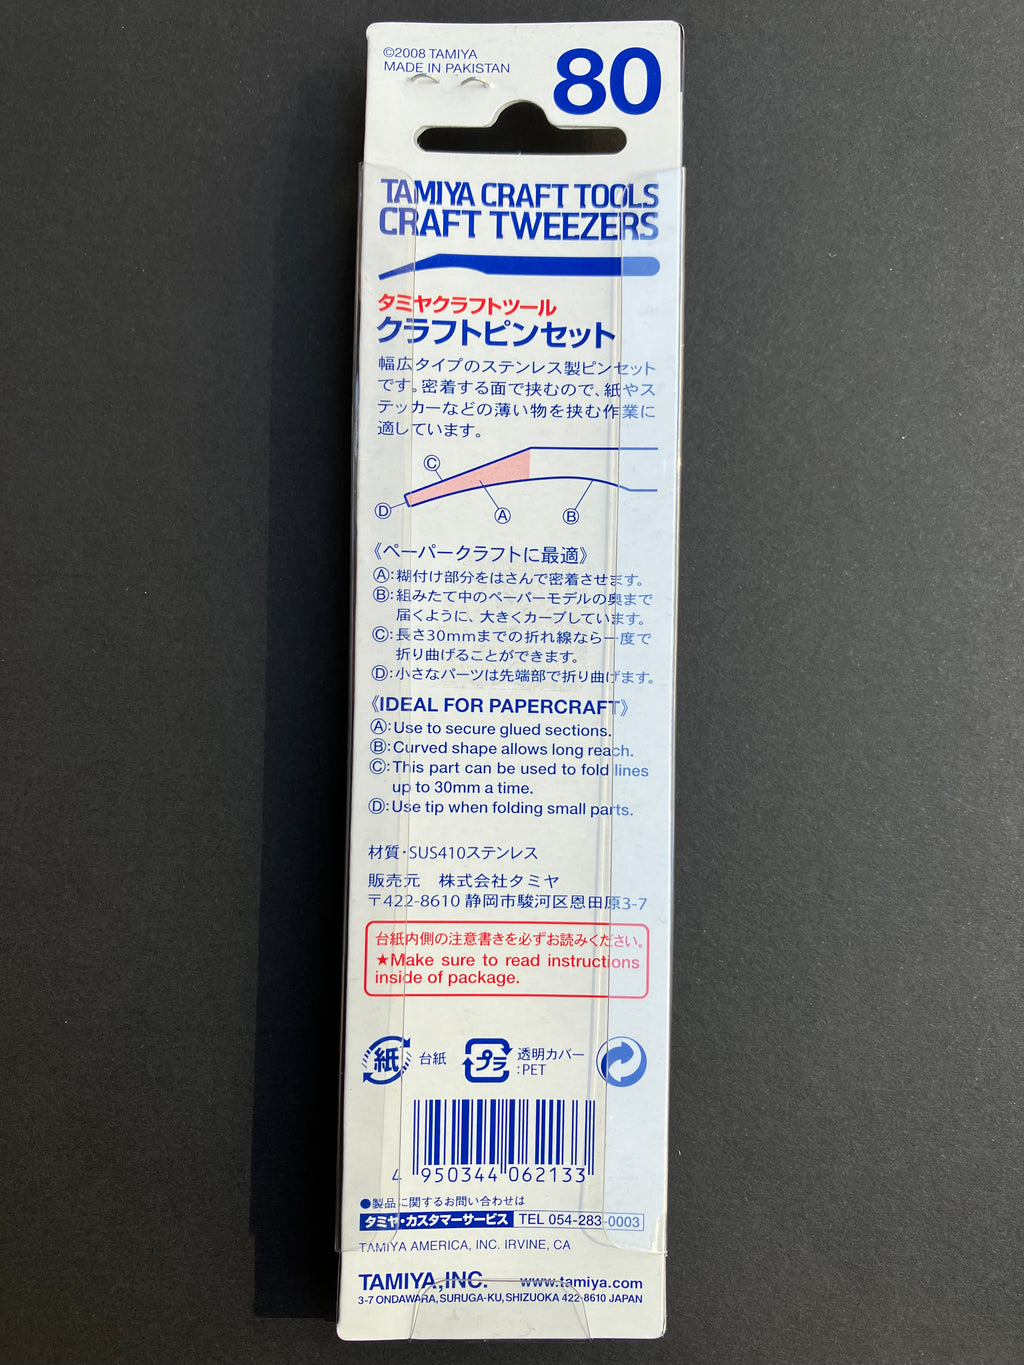 ©2008 TAMIYA
MADE IN PAKISTAN
80
TAMIYA CRAFT TOOLS
CRAFT TWEEZERS
タミヤクラフトツール
クラフトピンセット
幅広タイプのステンレス製ピンセット
です。密着する面で挟むので、紙やス
テッカーなどの薄い物を挟む作業に
適しています。
Ⓒ
Ⓓ
Ⓐ
Ⓑ
《ペーパークラフトに最適》
Ⓐ:糊付け部分をはさんで密着させます。
Ⓑ:組みたて中のペーパーモデルの奥まで
届くように、大きくカーブしています。
Ⓒ:長さ30mmまでの折れ線なら一度で
折り曲げることができます。
Ⓓ:小さなパーツは先端部で折り曲げます。
《IDEAL FOR PAPERCRAFT》
Ⓐ:Use to secure glued sections.
Ⓑ:Curved shape allows long reach.
Ⓒ:This part can be used to fold lines
up to 30mm a time.
Ⓓ:Use tip when folding small parts.
材質・SUS410ステンレス
販売元　株式会社タミヤ
〒422-8610 静岡市駿河区恩田原3-7
台紙内側の注意書きを必ずお読みください。
★Make sure to read instructions
inside of package.
紙 台紙 プラ 透明カバー
:PET
4 950344 062133
●製品に関するお問い合わせは
タミヤ・カスタマーサービス TEL 054-283-0003
TAMIYA AMERICA, INC. IRVINE, CA
TAMIYA,INC. www.tamiya.com
3-7 ONDAWARA, SURUGA-KU, SHIZUOKA 422-8610 JAPAN